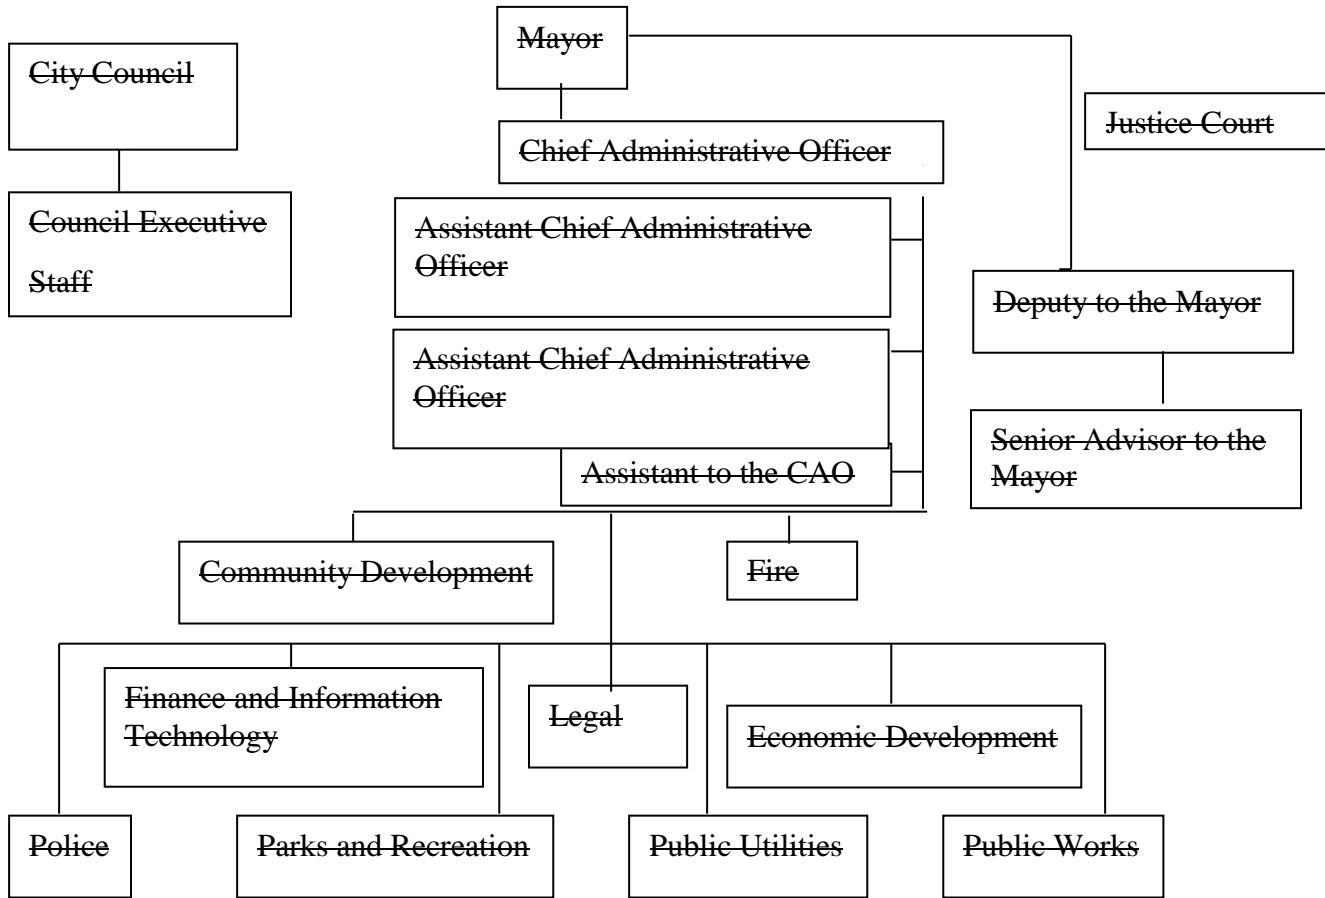 Mayor
City Council
Justice Court
Chief Administrative Officer
Council Executive
Staff
Assistant Chief Administrative
Officer
Deputy to the Mayor
Assistant Chief Administrative
Officer
Senior Advisor to the
Mayor
Assistant to the CAO
Community Development
Fire
Finance and Information
Technology
Legal
Economic Development
Police
Parks and Recreation
Public Utilities
Public Works